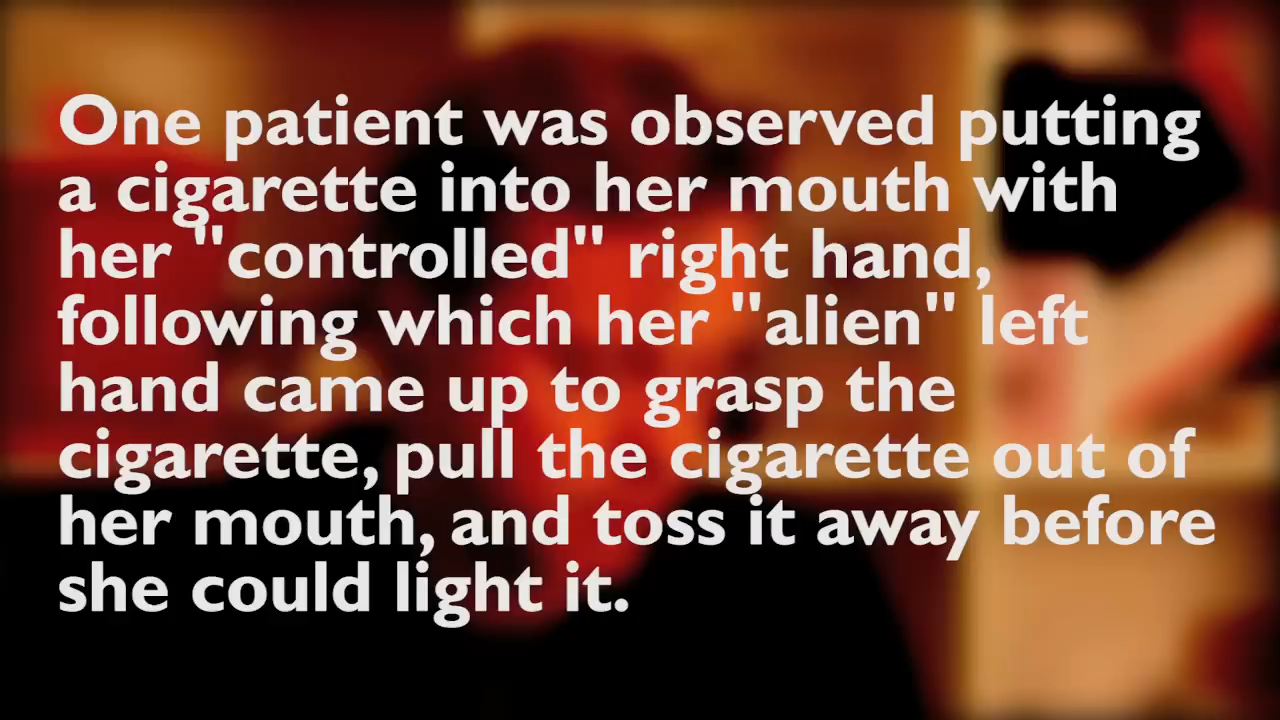 One patient was observed putting
a cigarette into her mouth with
her "controlled" right hand,
following which her "alien" left
hand came up to grasp the
cigarette, pull the cigarette out of
her mouth, and toss it away before
she could light it.